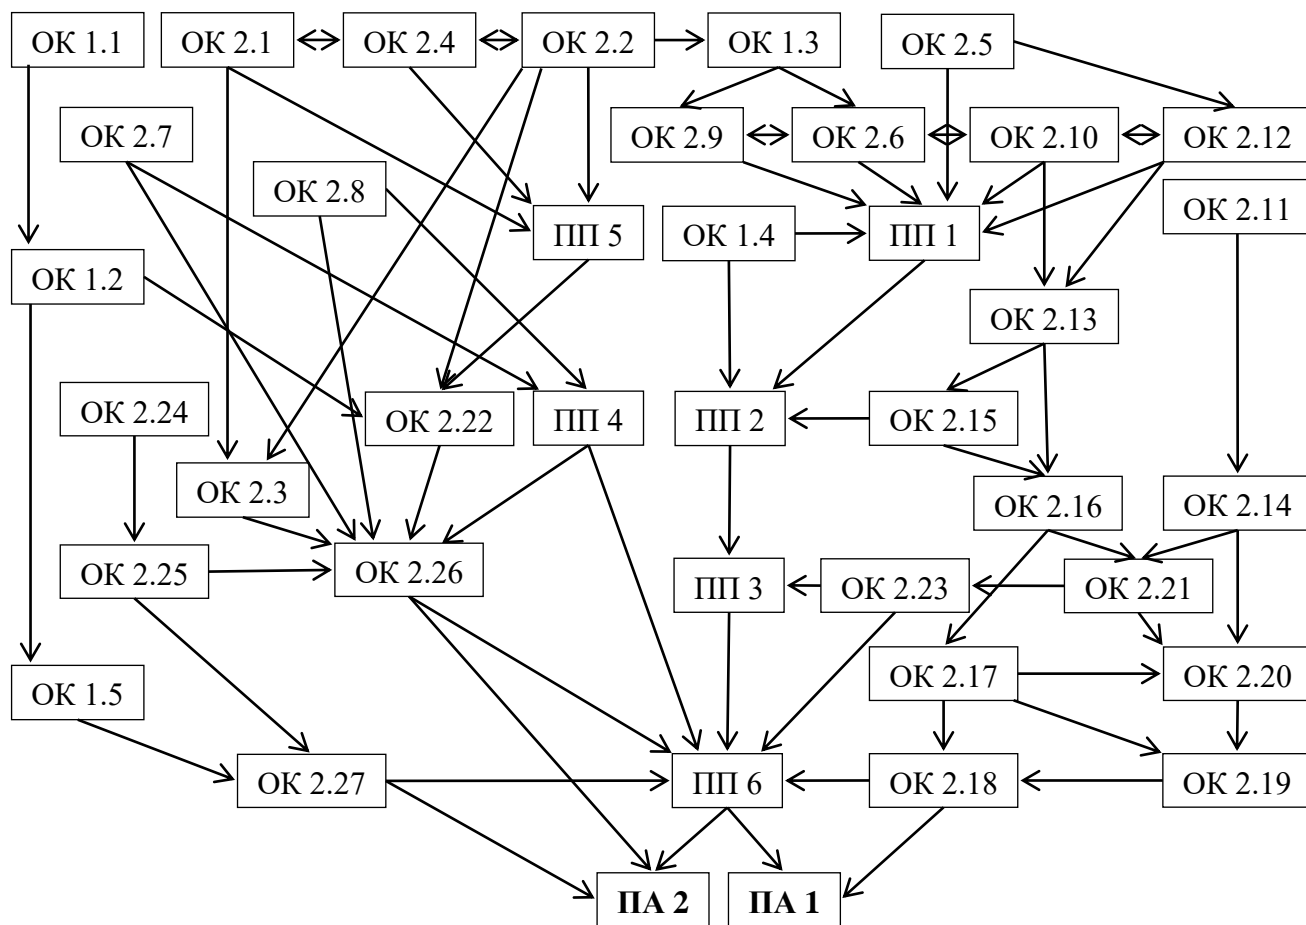 ОК 1.1
ОК 2.1
ОК 2.4
ОК 2.2
ОК 1.3
ОК 2.5
ОК 2.7
ОК 2.9
ОК 2.6
ОК 2.10
ОК 2.12
ОК 2.8
ПП 5
ОК 1.4
ПП 1
ОК 2.11
ОК 1.2
ОК 2.13
ОК 2.24
ОК 2.22
ПП 4
ПП 2
ОК 2.15
ОК 2.3
ОК 2.16
ОК 2.14
ОК 2.25
ОК 2.26
ПП 3
ОК 2.23
ОК 2.21
ОК 1.5
ОК 2.17
ОК 2.20
ОК 2.27
ПП 6
ОК 2.18
ОК 2.19
ПА 2
ПА 1